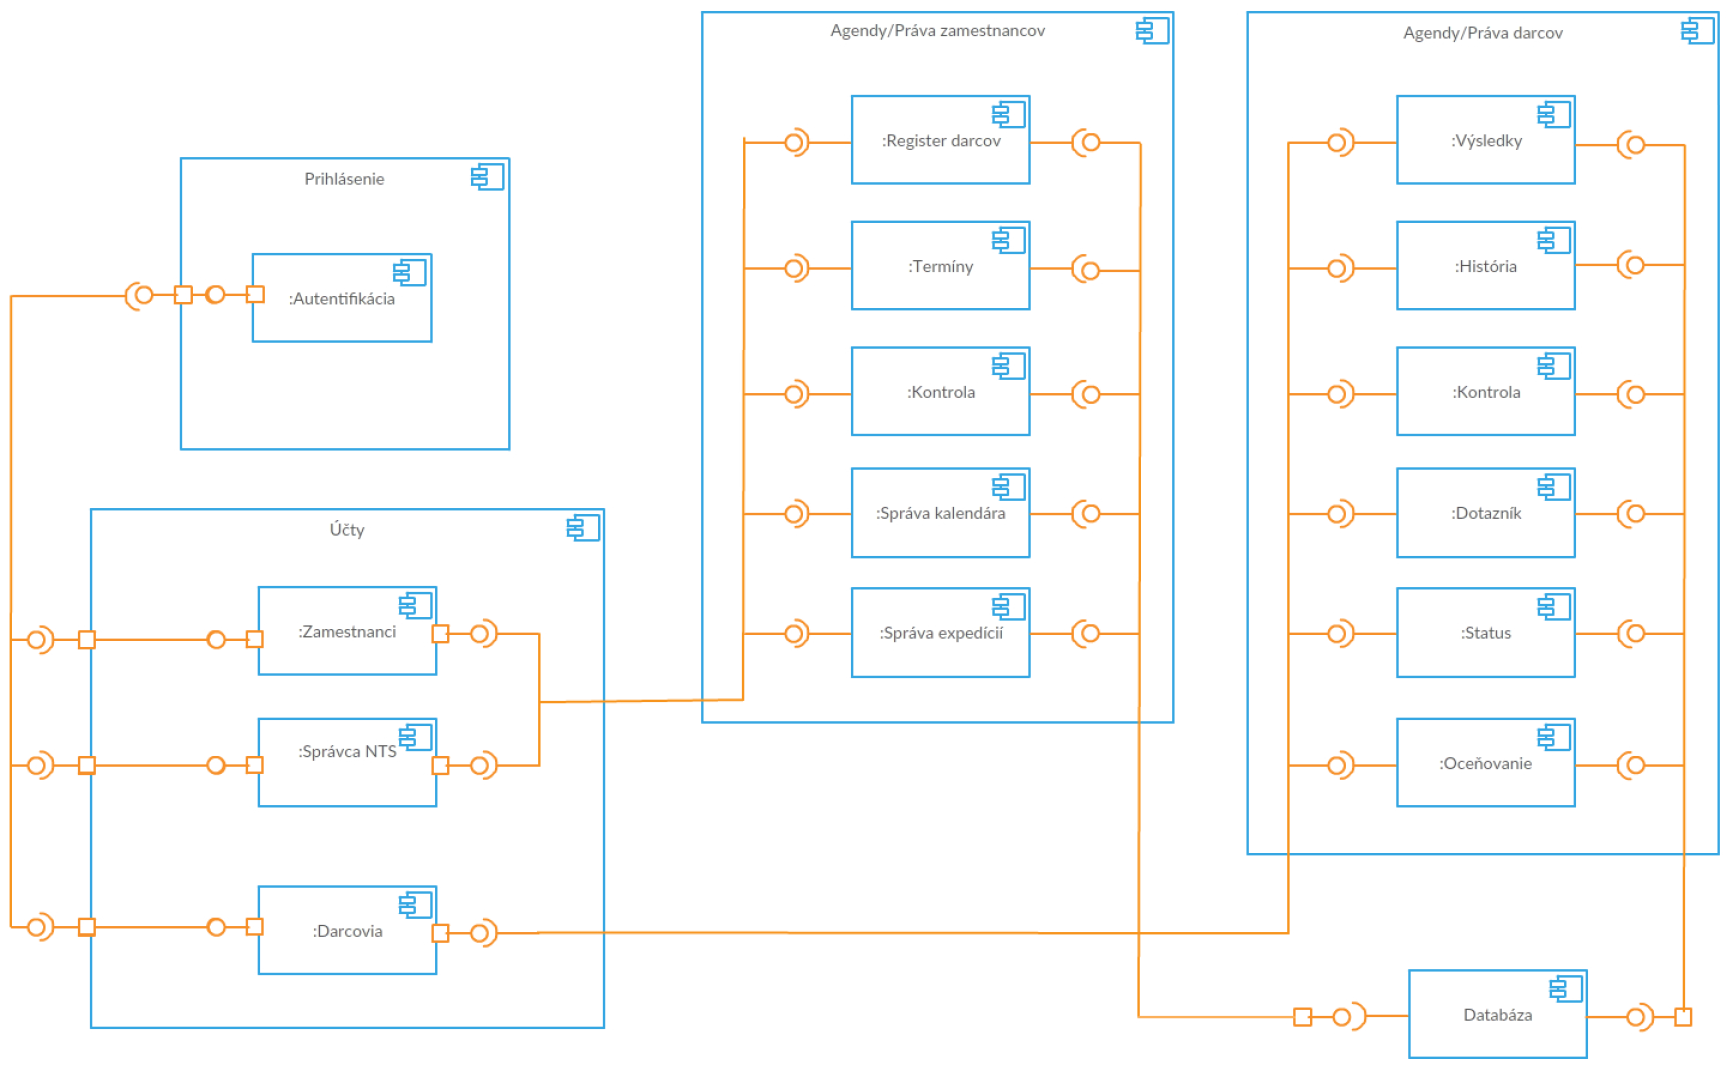 Prihlásenie
:Autentifikácia
Účty
:Zamestnanci
:Správca NTS
:Darcovia
Agendy/Práva zamestnancov
:Register darcov
:Termíny
:Kontrola
:Správa kalendára
:Správa expedícií
Agendy/Práva darcov
:Výsledky
:História
:Kontrola
:Dotazník
:Status
:Oceňovanie
Databáza